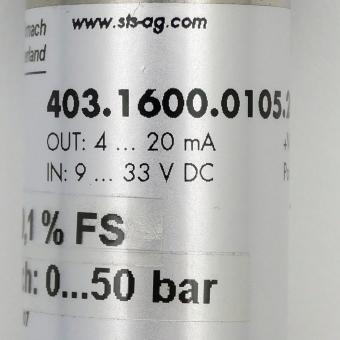 www.sts-ag.com
403.1600.0105.2
OUT: 4 ... 20 mA
IN: 9 ... 33 V DC
,1 % FS
h: 0...50 bar